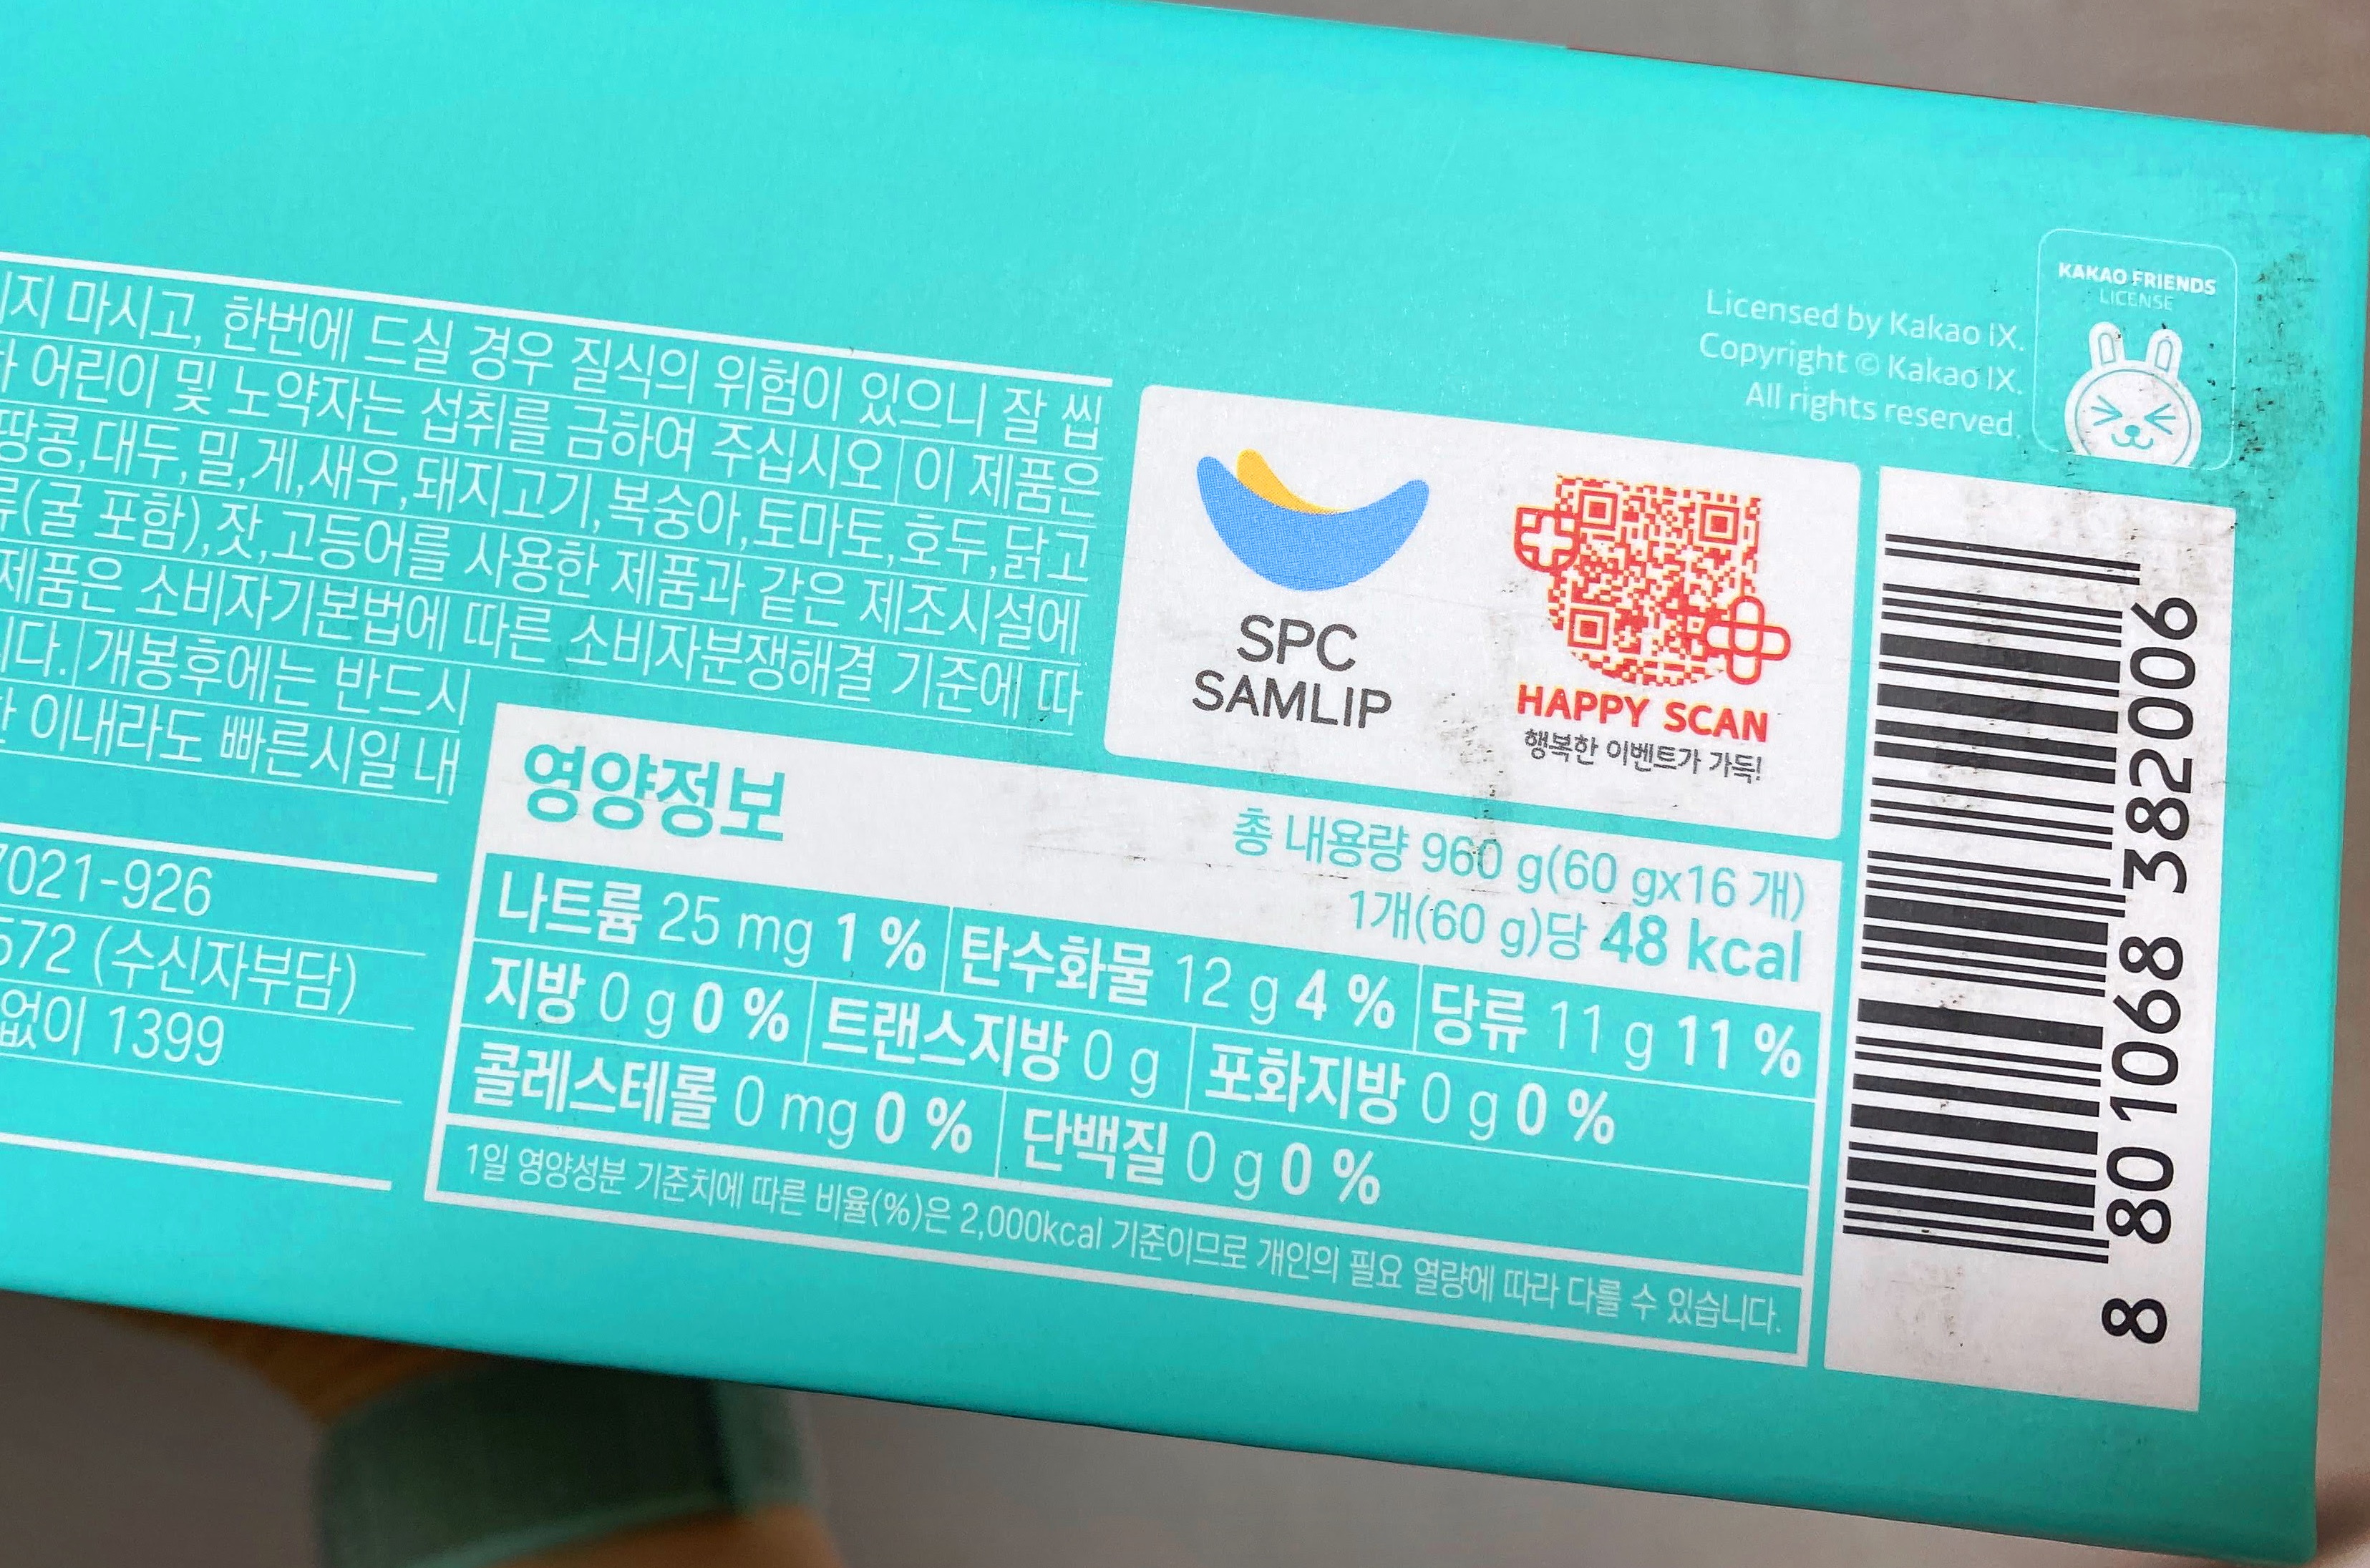 지 마시고, 한번에 드실 경우 질식의 위험이 있으니 잘 씹
어린이 및 노약자는 섭취를 금하여 주십시오 | 이 제품은
땅콩,대두,밀,게,새우,돼지고기,복숭아,토마토,호두,닭고
류(굴 포함),잣,고등어를 사용한 제품과 같은 제조시설에
제품은 소비자기본법에 따른 소비자분쟁해결 기준에 따
니다. | 개봉후에는 반드시
이내라도 빠른시일 내
7021-926
572 (수신자부담)
없이 1399
Licensed by Kakao IX.
Copyright © Kakao IX.
All rights reserved.
KAKAO FRIENDS
LICENSE
SPC
SAMLIP
HAPPY SCAN
행복한 이벤트가 가득!
영양정보
총 내용량 960 g(60 gx16 개)
1개(60 g)당 48 kcal
나트륨 25 mg 1 % 탄수화물 12 g 4 % 당류 11 g 11 %
지방 0 g 0 % 트랜스지방 0 g 포화지방 0 g 0 %
콜레스테롤 0 mg 0 % 단백질 0 g 0 %
1일 영양성분 기준치에 따른 비율(%)은 2,000kcal 기준이므로 개인의 필요 열량에 따라 다를 수 있습니다.
8 801068 382006